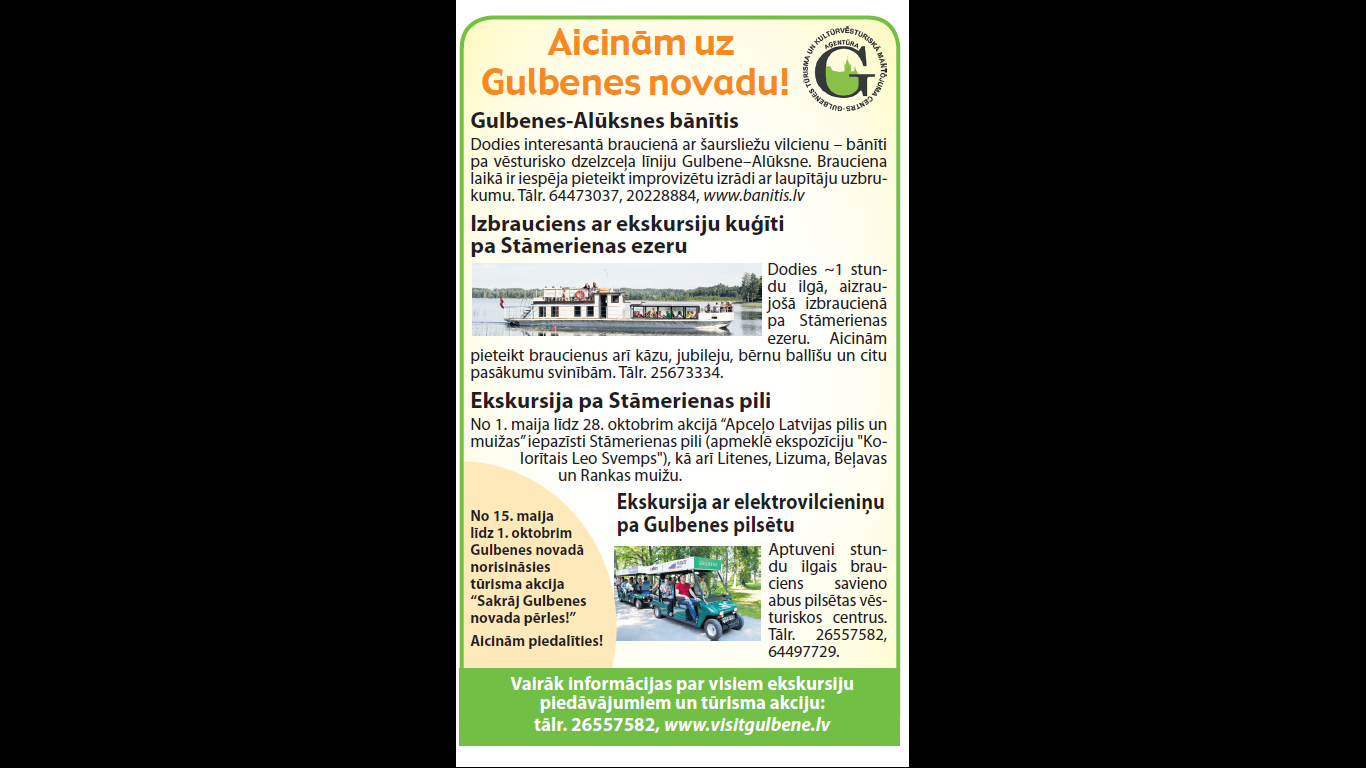 Aicinām uz
Gulbenes novadu!
GULBENES TŪRISMA UN KULTŪRVĒSTURISKĀ MANTOJUMA CENTRS
AĢENTŪRA
G
Gulbenes-Alūksnes bānītis
Dodies interesantā braucienā ar šaursliežu vilcienu – bānīti
pa vēsturisko dzelzceļa līniju Gulbene–Alūksne. Brauciena
laikā ir iespēja pieteikt improvizētu izrādi ar laupītāju uzbru-
kumu. Tālr. 64473037, 20228884, www.banitis.lv
Izbrauciens ar ekskursiju kuģīti
pa Stāmerienas ezeru
Dodies ~1 stun-
du ilgā, aizrau-
jošā izbraucienā
pa Stāmerienas
ezeru. Aicinām
pieteikt braucienus arī kāzu, jubileju, bērnu ballīšu un citu
pasākumu svinībām. Tālr. 25673334.
Ekskursija pa Stāmerienas pili
No 1. maija līdz 28. oktobrim akcijā “Apceļo Latvijas pilis un
muižas” iepazīsti Stāmerienas pili (apmeklē ekspozīciju "Ko-
lorītais Leo Svemps"), kā arī Litenes, Lizuma, Beļavas
un Rankas muižu.
No 15. maija
līdz 1. oktobrim
Gulbenes novadā
norisināsies
tūrisma akcija
“Sakrāj Gulbenes
novada pērles!”
Aicinām piedalīties!
Ekskursija ar elektrovilcieniņu
pa Gulbenes pilsētu
Aptuveni stun-
du ilgais brau-
ciens savieno
abus pilsētas vēs-
turiskos centrus.
Tālr. 26557582,
64497729.
Vairāk informācijas par visiem ekskursiju
piedāvājumiem un tūrisma akciju:
tālr. 26557582, www.visitgulbene.lv